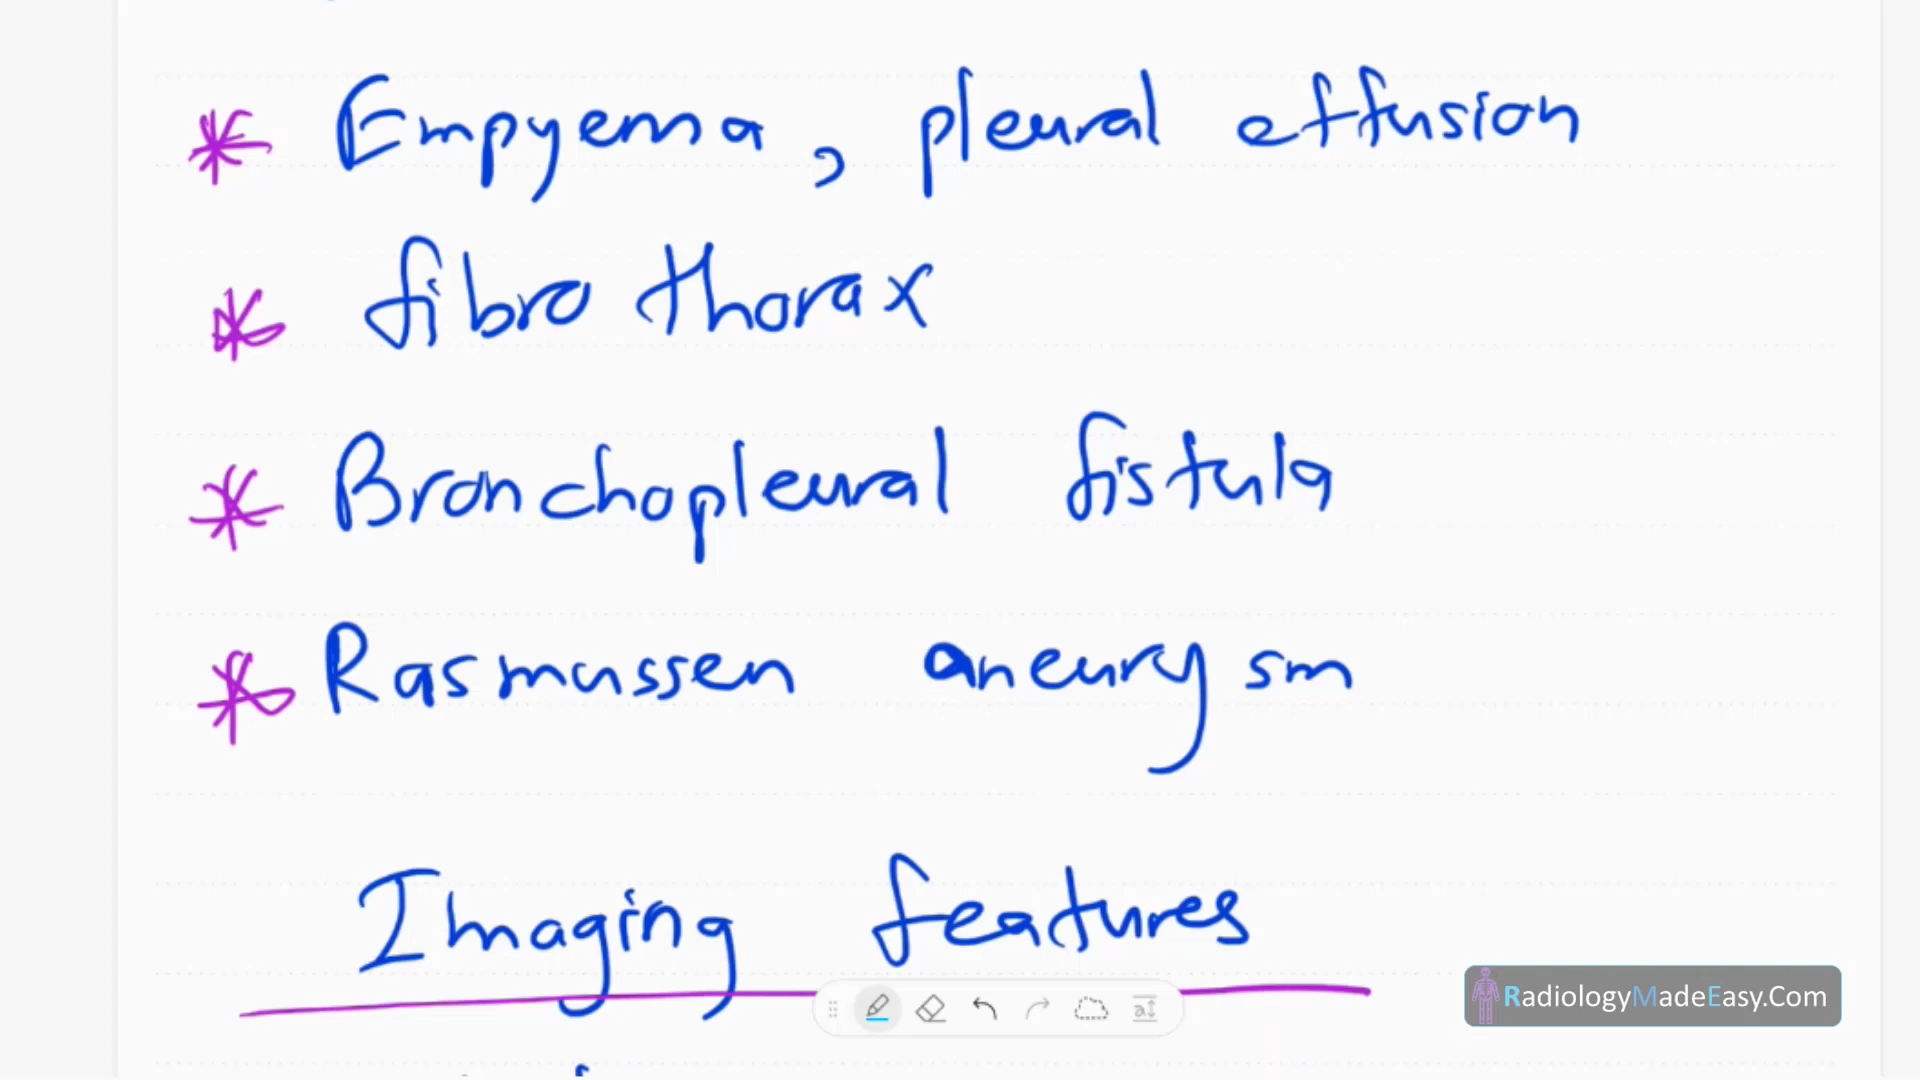 * Empyema, pleural effusion
* fibrothorax
* Bronchopleural fistula
* Rasmussen aneurysm
Imaging features
RadiologyMadeEasy.Com